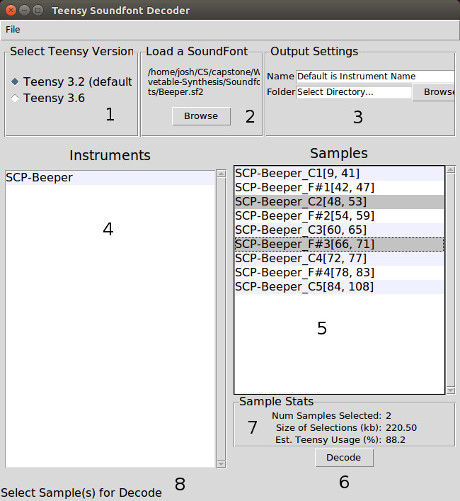 Teensy Soundfont Decoder
File
Select Teensy Version
Teensy 3.2 (default
Teensy 3.6
1
Load a SoundFont
/home/josh/CS/capstone/W
vetable-Synthesis/Soundfo
ts/Beeper.sf2
Browse
2
Output Settings
Name Default is Instrument Name
Folder Select Directory... Brows
3
Instruments
SCP-Beeper
4
Samples
SCP-Beeper_C1[9, 41]
SCP-Beeper_F#1[42, 47]
SCP-Beeper_C2[48, 53]
SCP-Beeper_F#2[54, 59]
SCP-Beeper_C3[60, 65]
SCP-Beeper_F#3[66, 71]
SCP-Beeper_C4[72, 77]
SCP-Beeper_F#4[78, 83]
SCP-Beeper_C5[84, 108]
5
Sample Stats
Num Samples Selected: 2
Size of Selections (kb): 220.50
Est. Teensy Usage (%): 88.2
7
Decode
6
8
Select Sample(s) for Decode